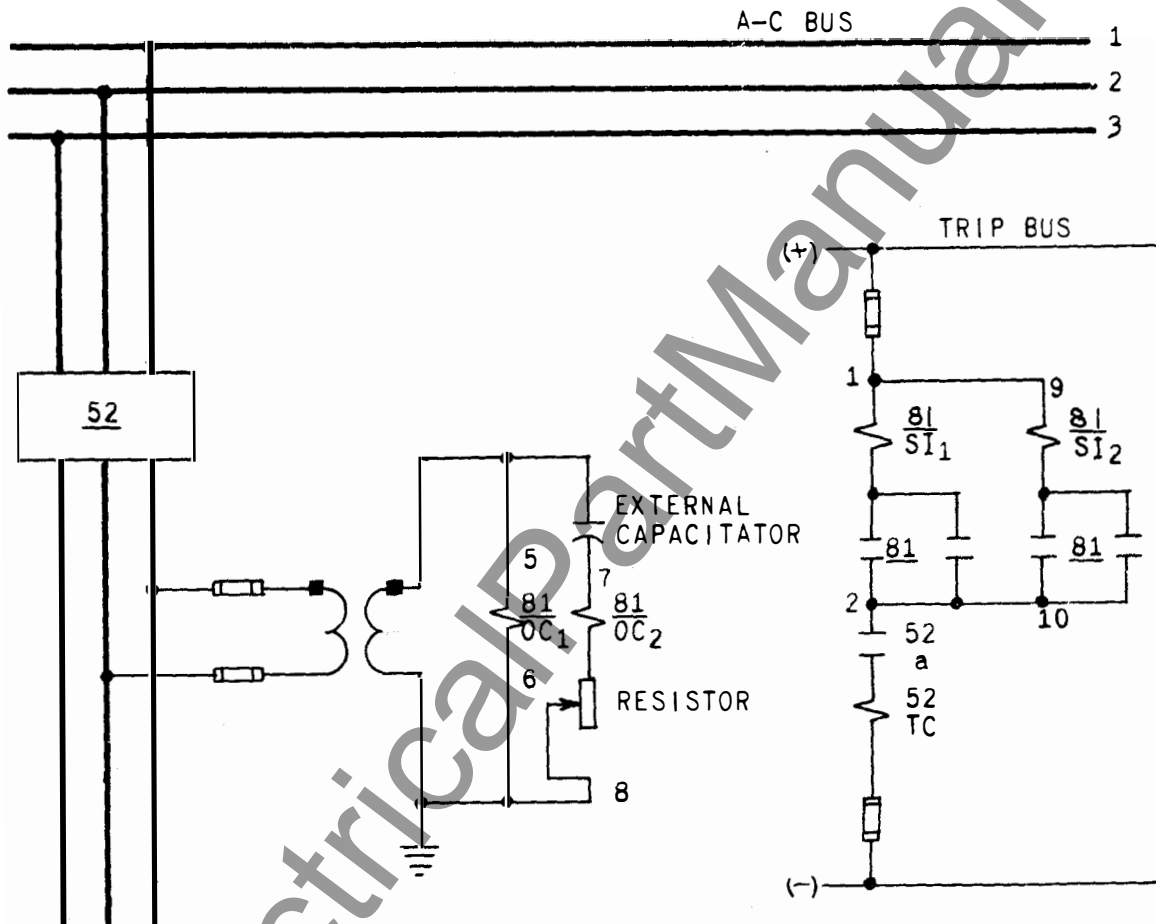 A-C BUS
1
2
3
TRIP BUS
(+)
52
1
9
81
SI1
81
SI2
EXTERNAL
CAPACITATOR
5
7
81
OC1
81
OC2
81
81
2
10
52
a
6
RESISTOR
52
TC
8
(-)
ElectricalPartManuals